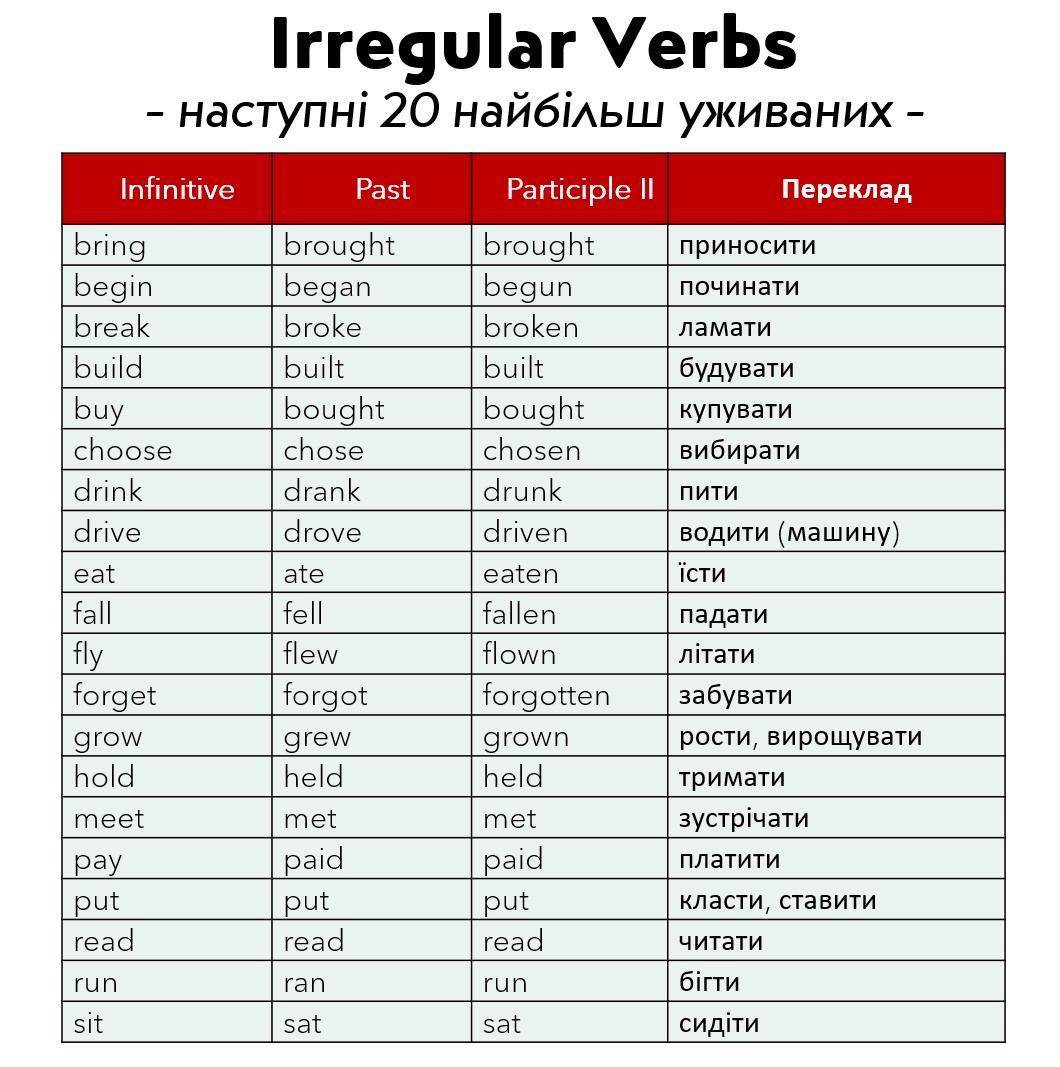 Irregular Verbs
– наступні 20 найбільш уживаних –
Infinitive Past Participle II Переклад
bring brought brought приносити
begin began begun починати
break broke broken ламати
build built built будувати
buy bought bought купувати
choose chose chosen вибирати
drink drank drunk пити
drive drove driven водити (машину)
eat ate eaten їсти
fall fell fallen падати
fly flew flown літати
forget forgot forgotten забувати
grow grew grown рости, вирощувати
hold held held тримати
meet met met зустрічати
pay paid paid платити
put put put класти, ставити
read read read читати
run ran run бігти
sit sat sat сидіти